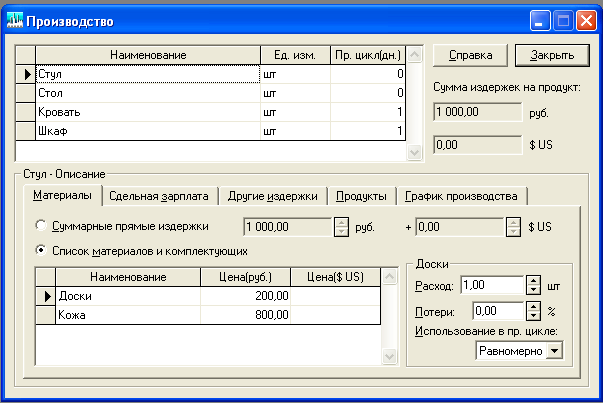 Производство
Наименование Ед. изм. Пр. цикл(дн.)
Стул шт 0
Стол шт 0
Кровать шт 1
Шкаф шт 1
Справка Закрыть
Сумма издержек на продукт:
1 000,00 руб.
0,00 $ US
Стул - Описание
Материалы Сдельная зарплата Другие издержки Продукты График производства
Суммарные прямые издержки 1 000,00 руб. + 0,00 $ US
Список материалов и комплектующих
Наименование Цена(руб.) Цена($ US)
Доски 200,00
Кожа 800,00
Доски
Расход: 1,00 шт
Потери: 0,00 %
Использование в пр. цикле:
Равномерно